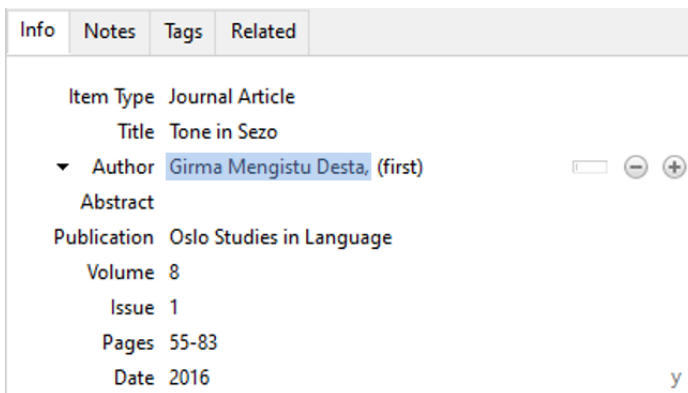 Info Notes Tags Related
Item Type Journal Article
Title Tone in Sezo
Author Girma Mengistu Desta, (first)
Abstract
Publication Oslo Studies in Language
Volume 8
Issue 1
Pages 55-83
Date 2016 y